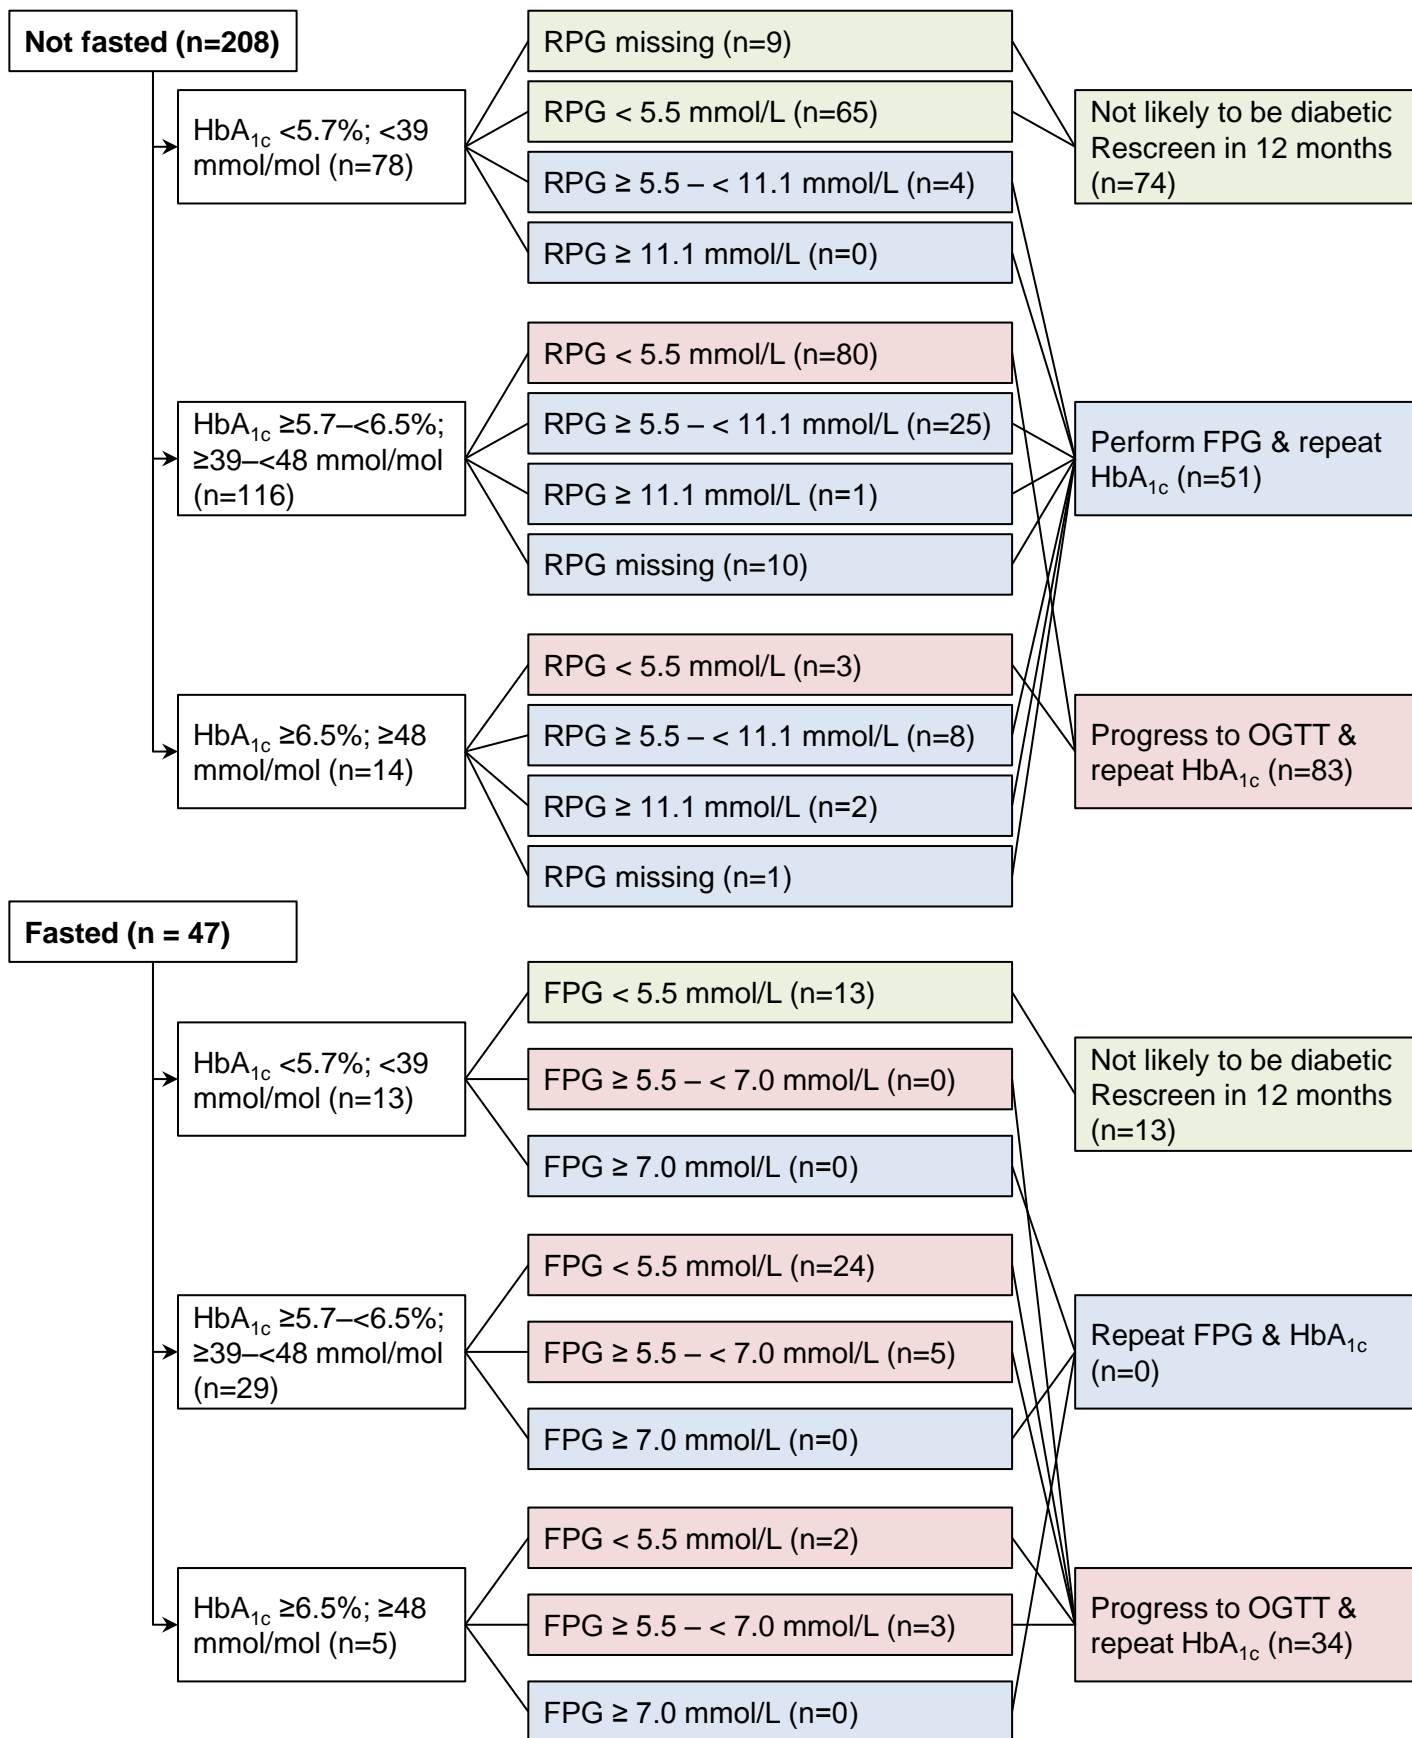 Not fasted (n=208)
HbA1c <5.7%; <39
mmol/mol (n=78)
RPG missing (n=9)
RPG < 5.5 mmol/L (n=65)
RPG ≥ 5.5 – < 11.1 mmol/L (n=4)
RPG ≥ 11.1 mmol/L (n=0)
Not likely to be diabetic
Rescreen in 12 months
(n=74)
HbA1c ≥5.7–<6.5%;
≥39–<48 mmol/mol
(n=116)
RPG < 5.5 mmol/L (n=80)
RPG ≥ 5.5 – < 11.1 mmol/L (n=25)
RPG ≥ 11.1 mmol/L (n=1)
RPG missing (n=10)
Perform FPG & repeat
HbA1c (n=51)
HbA1c ≥6.5%; ≥48
mmol/mol (n=14)
RPG < 5.5 mmol/L (n=3)
RPG ≥ 5.5 – < 11.1 mmol/L (n=8)
RPG ≥ 11.1 mmol/L (n=2)
RPG missing (n=1)
Progress to OGTT &
repeat HbA1c (n=83)
Fasted (n = 47)
HbA1c <5.7%; <39
mmol/mol (n=13)
FPG < 5.5 mmol/L (n=13)
FPG ≥ 5.5 – < 7.0 mmol/L (n=0)
FPG ≥ 7.0 mmol/L (n=0)
Not likely to be diabetic
Rescreen in 12 months
(n=13)
HbA1c ≥5.7–<6.5%;
≥39–<48 mmol/mol
(n=29)
FPG < 5.5 mmol/L (n=24)
FPG ≥ 5.5 – < 7.0 mmol/L (n=5)
FPG ≥ 7.0 mmol/L (n=0)
Repeat FPG & HbA1c
(n=0)
HbA1c ≥6.5%; ≥48
mmol/mol (n=5)
FPG < 5.5 mmol/L (n=2)
FPG ≥ 5.5 – < 7.0 mmol/L (n=3)
FPG ≥ 7.0 mmol/L (n=0)
Progress to OGTT &
repeat HbA1c (n=34)